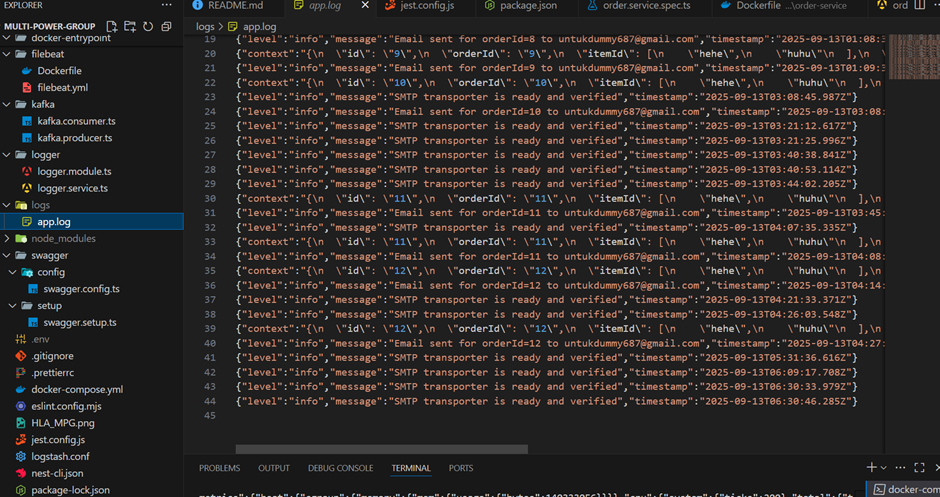 EXPLORER
MULTI-POWER-GROUP
docker-entrypoint
filebeat
Dockerfile
filebeat.yml
kafka
kafka.consumer.ts
kafka.producer.ts
logger
logger.module.ts
logger.service.ts
logs
app.log
node_modules
swagger
config
swagger.config.ts
setup
swagger.setup.ts
.env
.gitignore
.prettierrc
docker-compose.yml
eslint.config.mjs
HLA_MPG.png
jest.config.js
logstash.conf
nest-cli.json
package-lock.json
README.md app.log jest.config.js package.json order.service.spec.ts Dockerfile ...\order-service ord
logs > app.log
19 {"level":"info","message":"Email sent for orderId=8 to untukdummy687@gmail.com","timestamp":"2025-09-13T01:08:
20 {"context":"{\n \"id\": \"9\",\n \"orderId\": \"9\",\n \"itemId\": [\n \"hehe\",\n \"huhu\"\n ],\n
21 {"level":"info","message":"Email sent for orderId=9 to untukdummy687@gmail.com","timestamp":"2025-09-13T01:09:
22 {"context":"{\n \"id\": \"10\",\n \"orderId\": \"10\",\n \"itemId\": [\n \"hehe\",\n \"huhu\"\n ],\n
23 {"level":"info","message":"SMTP transporter is ready and verified","timestamp":"2025-09-13T03:08:45.987Z"}
24 {"level":"info","message":"Email sent for orderId=10 to untukdummy687@gmail.com","timestamp":"2025-09-13T03:08:
25 {"level":"info","message":"SMTP transporter is ready and verified","timestamp":"2025-09-13T03:21:12.617Z"}
26 {"level":"info","message":"SMTP transporter is ready and verified","timestamp":"2025-09-13T03:21:25.996Z"}
27 {"level":"info","message":"SMTP transporter is ready and verified","timestamp":"2025-09-13T03:40:38.841Z"}
28 {"level":"info","message":"SMTP transporter is ready and verified","timestamp":"2025-09-13T03:40:53.114Z"}
29 {"level":"info","message":"SMTP transporter is ready and verified","timestamp":"2025-09-13T03:44:02.205Z"}
30 {"context":"{\n \"id\": \"11\",\n \"orderId\": \"11\",\n \"itemId\": [\n \"hehe\",\n \"huhu\"\n ],\n
31 {"level":"info","message":"Email sent for orderId=11 to untukdummy687@gmail.com","timestamp":"2025-09-13T03:45:
32 {"level":"info","message":"SMTP transporter is ready and verified","timestamp":"2025-09-13T04:07:35.335Z"}
33 {"context":"{\n \"id\": \"11\",\n \"orderId\": \"11\",\n \"itemId\": [\n \"hehe\",\n \"huhu\"\n ],\n
34 {"level":"info","message":"Email sent for orderId=11 to untukdummy687@gmail.com","timestamp":"2025-09-13T04:08:
35 {"context":"{\n \"id\": \"12\",\n \"orderId\": \"12\",\n \"itemId\": [\n \"hehe\",\n \"huhu\"\n ],\n
36 {"level":"info","message":"Email sent for orderId=12 to untukdummy687@gmail.com","timestamp":"2025-09-13T04:14:
37 {"level":"info","message":"SMTP transporter is ready and verified","timestamp":"2025-09-13T04:21:33.371Z"}
38 {"level":"info","message":"SMTP transporter is ready and verified","timestamp":"2025-09-13T04:26:03.548Z"}
39 {"context":"{\n \"id\": \"12\",\n \"orderId\": \"12\",\n \"itemId\": [\n \"hehe\",\n \"huhu\"\n ],\n
40 {"level":"info","message":"Email sent for orderId=12 to untukdummy687@gmail.com","timestamp":"2025-09-13T04:27:
41 {"level":"info","message":"SMTP transporter is ready and verified","timestamp":"2025-09-13T05:31:36.616Z"}
42 {"level":"info","message":"SMTP transporter is ready and verified","timestamp":"2025-09-13T06:09:17.708Z"}
43 {"level":"info","message":"SMTP transporter is ready and verified","timestamp":"2025-09-13T06:30:33.979Z"}
44 {"level":"info","message":"SMTP transporter is ready and verified","timestamp":"2025-09-13T06:30:46.285Z"}
45
PROBLEMS OUTPUT DEBUG CONSOLE TERMINAL PORTS
docker-com